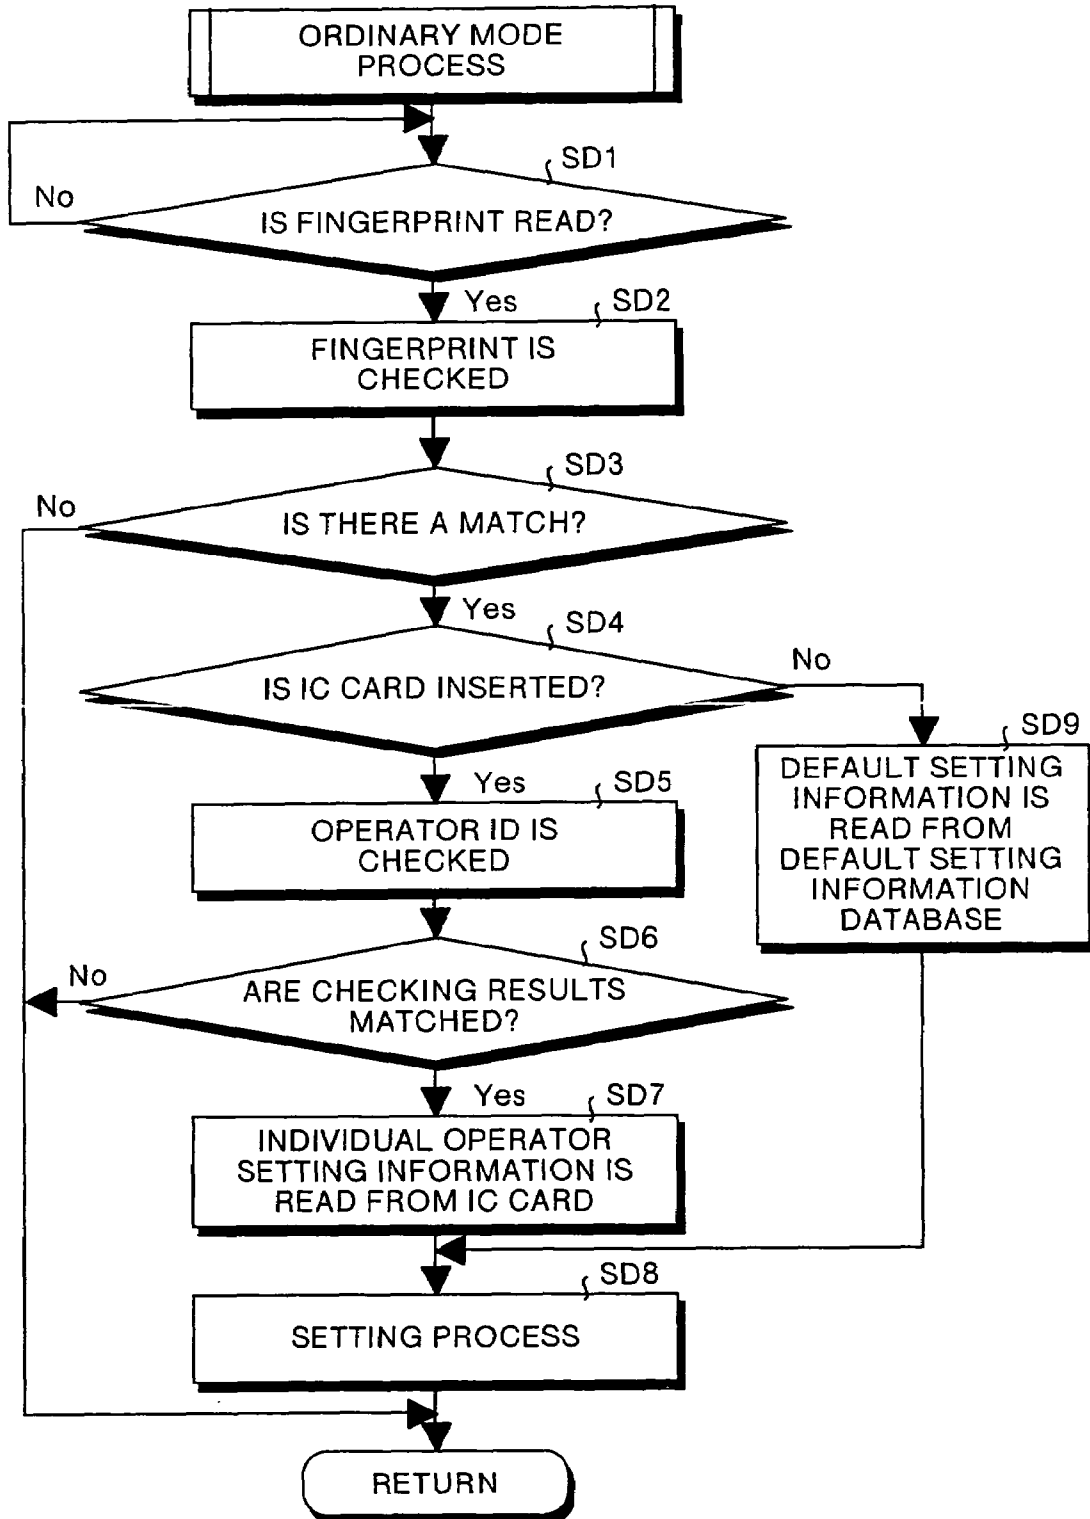 ORDINARY MODE
PROCESS
SD1
No
IS FINGERPRINT READ?
Yes
SD2
FINGERPRINT IS
CHECKED
SD3
No
IS THERE A MATCH?
Yes
SD4
No
IS IC CARD INSERTED?
SD9
DEFAULT SETTING
INFORMATION IS
READ FROM
DEFAULT SETTING
INFORMATION
DATABASE
Yes
SD5
OPERATOR ID IS
CHECKED
SD6
No
ARE CHECKING RESULTS
MATCHED?
Yes
SD7
INDIVIDUAL OPERATOR
SETTING INFORMATION IS
READ FROM IC CARD
SD8
SETTING PROCESS
RETURN